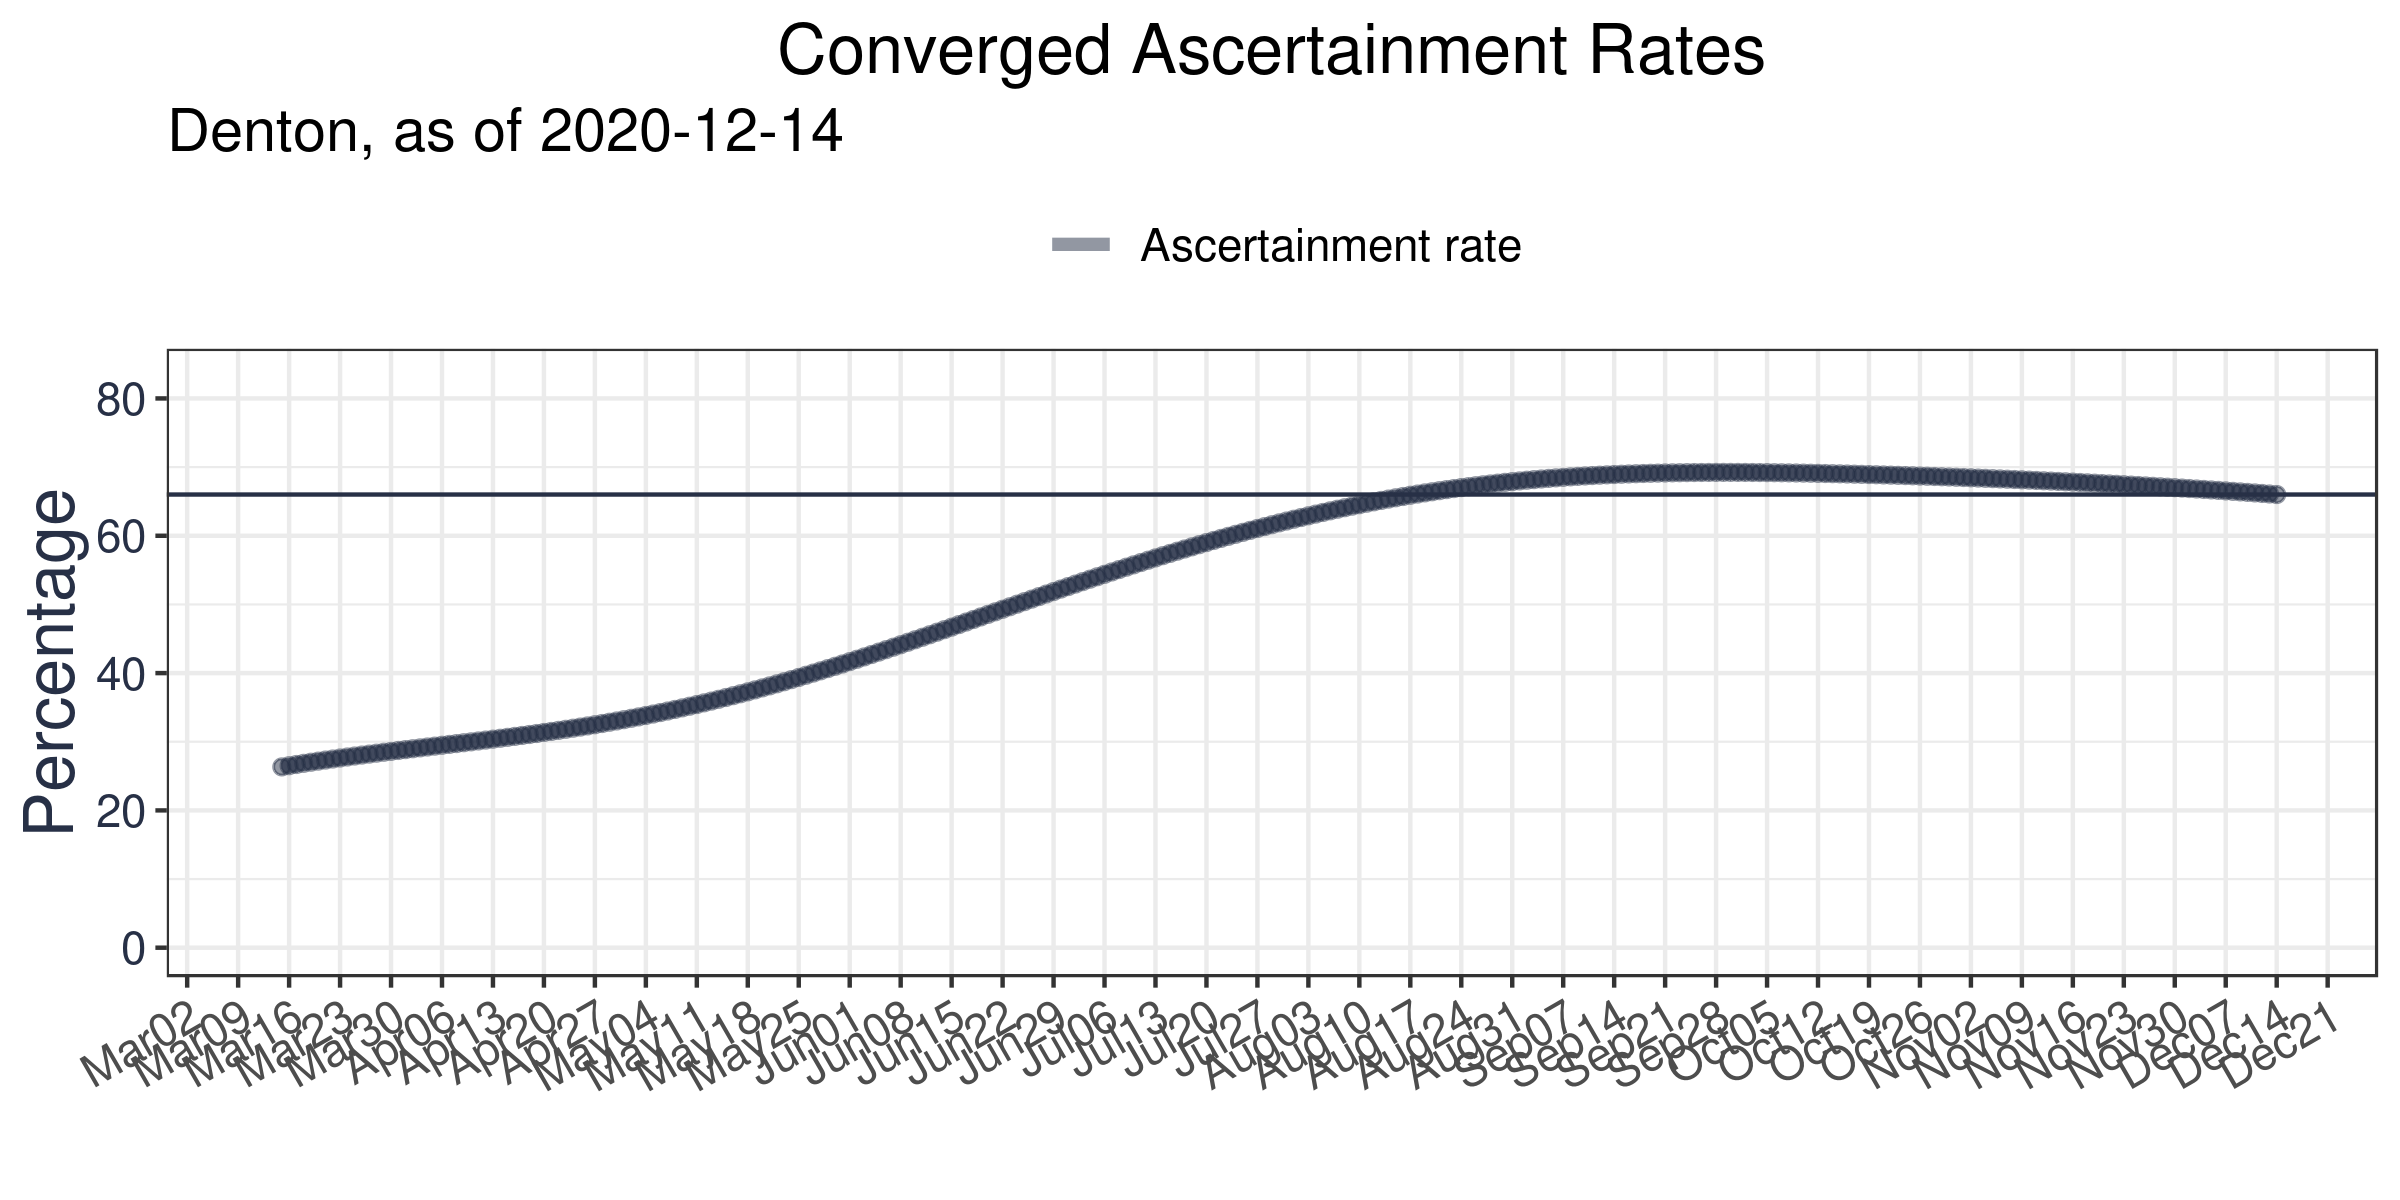 Converged Ascertainment Rates
Denton, as of 2020-12-14
Ascertainment rate
Percentage
80
60
40
20
0
Mar02
Mar09
Mar16
Mar23
Mar30
Apr06
Apr13
Apr20
Apr27
May04
May11
May18
May25
Jun01
Jun08
Jun15
Jun22
Jun29
Jul06
Jul13
Jul20
Jul27
Aug03
Aug10
Aug17
Aug24
Aug31
Sep07
Sep14
Sep21
Sep28
Oct05
Oct12
Oct19
Oct26
Nov02
Nov09
Nov16
Nov23
Nov30
Dec07
Dec14
Dec21